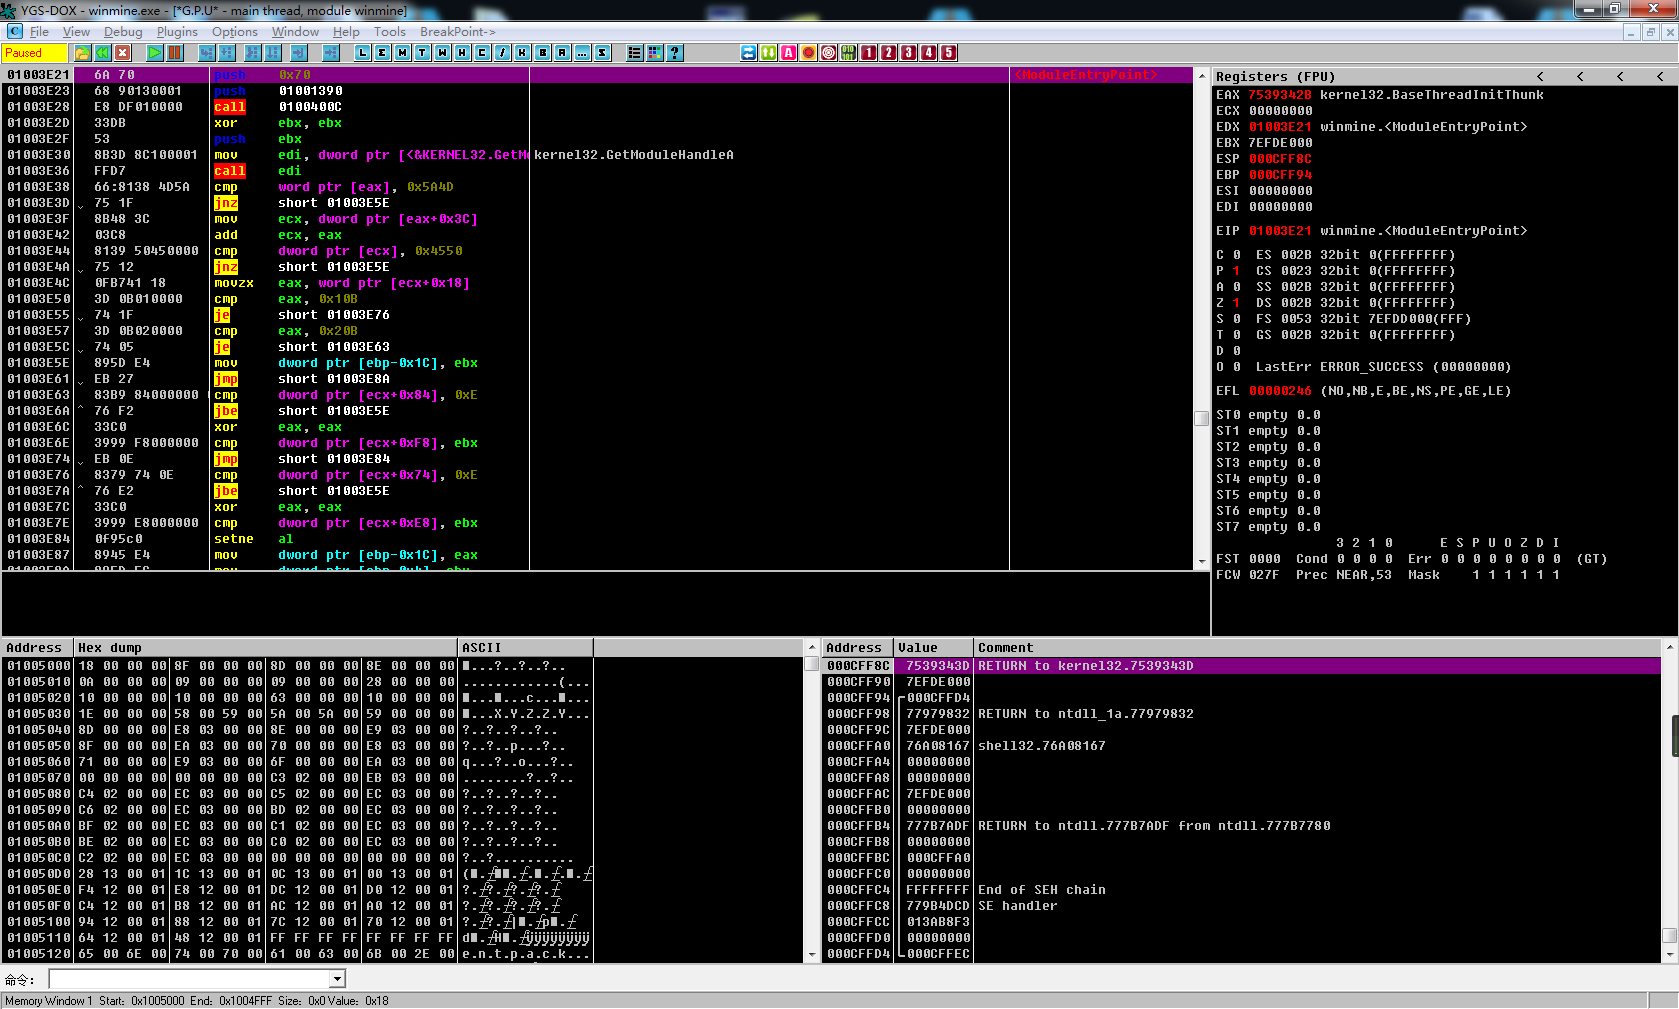 YGS-DOX - winmine.exe - [*G.P.U* - main thread, module winmine]
C File View Debug Plugins Options Window Help Tools BreakPoint->
Paused L E M T W H C / K B R ... S ? A 1 2 3 4 5
01003E21 6A 70 push 0x70 <ModuleEntryPoint>
01003E23 68 90130001 push 01001390
01003E28 E8 DF010000 call 0100400C
01003E2D 33DB xor ebx, ebx
01003E2F 53 push ebx
01003E30 8B3D 8C100001 mov edi, dword ptr [<&KERNEL32.GetM kernel32.GetModuleHandleA
01003E36 FFD7 call edi
01003E38 66:8138 4D5A cmp word ptr [eax], 0x5A4D
01003E3D 75 1F jnz short 01003E5E
01003E3F 8B48 3C mov ecx, dword ptr [eax+0x3C]
01003E42 03C8 add ecx, eax
01003E44 8139 50450000 cmp dword ptr [ecx], 0x4550
01003E4A 75 12 jnz short 01003E5E
01003E4C 0FB741 18 movzx eax, word ptr [ecx+0x18]
01003E50 3D 0B010000 cmp eax, 0x10B
01003E55 74 1F je short 01003E76
01003E57 3D 0B020000 cmp eax, 0x20B
01003E5C 74 05 je short 01003E63
01003E5E 895D E4 mov dword ptr [ebp-0x1C], ebx
01003E61 EB 27 jmp short 01003E8A
01003E63 83B9 84000000 cmp dword ptr [ecx+0x84], 0xE
01003E6A 76 F2 jbe short 01003E5E
01003E6C 33C0 xor eax, eax
01003E6E 3999 F8000000 cmp dword ptr [ecx+0xF8], ebx
01003E74 EB 0E jmp short 01003E84
01003E76 8379 74 0E cmp dword ptr [ecx+0x74], 0xE
01003E7A 76 E2 jbe short 01003E5E
01003E7C 33C0 xor eax, eax
01003E7E 3999 E8000000 cmp dword ptr [ecx+0xE8], ebx
01003E84 0F95c0 setne al
01003E87 8945 E4 mov dword ptr [ebp-0x1C], eax
Registers (FPU) < < < <
EAX 75393428 kernel32.BaseThreadInitThunk
ECX 00000000
EDX 01003E21 winmine.<ModuleEntryPoint>
EBX 7EFDE000
ESP 000CFF8C
EBP 000CFF94
ESI 00000000
EDI 00000000
EIP 01003E21 winmine.<ModuleEntryPoint>
C 0 ES 002B 32bit 0(FFFFFFFF)
P 1 CS 0023 32bit 0(FFFFFFFF)
A 0 SS 002B 32bit 0(FFFFFFFF)
Z 1 DS 002B 32bit 0(FFFFFFFF)
S 0 FS 0053 32bit 7EFDD000(FFF)
T 0 GS 002B 32bit 0(FFFFFFFF)
D 0
O 0 LastErr ERROR_SUCCESS (00000000)
EFL 00000246 (NO,NB,E,BE,NS,PE,GE,LE)
ST0 empty 0.0
ST1 empty 0.0
ST2 empty 0.0
ST3 empty 0.0
ST4 empty 0.0
ST5 empty 0.0
ST6 empty 0.0
ST7 empty 0.0
3 2 1 0 E S P U O Z D I
FST 0000 Cond 0 0 0 0 Err 0 0 0 0 0 0 0 0 (GT)
FCW 027F Prec NEAR,53 Mask 1 1 1 1 1 1
Address Hex dump ASCII
01005000 18 00 00 00 8F 00 00 00 8D 00 00 00 8E 00 00 00 ...?..?..?..
01005010 0A 00 00 00 09 00 00 00 09 00 00 00 28 00 00 00 ............(...
01005020 10 00 00 00 10 00 00 00 63 00 00 00 10 00 00 00 ...■...c...■...
01005030 1E 00 00 00 58 00 59 00 5A 00 5A 00 59 00 00 00 ■...X.Y.Z.Z.Y...
01005040 8D 00 00 00 E8 03 00 00 8E 00 00 00 E9 03 00 00 ?..?..?..?..
01005050 8F 00 00 00 EA 03 00 00 70 00 00 00 E8 03 00 00 ?..?..p...?..
01005060 71 00 00 00 E9 03 00 00 6F 00 00 00 EA 03 00 00 q...?..o...?..
01005070 00 00 00 00 00 00 00 00 C3 02 00 00 EB 03 00 00 ........?..?..
01005080 C4 02 00 00 EC 03 00 00 C5 02 00 00 EC 03 00 00 ?..?..?..?..
01005090 C6 02 00 00 EC 03 00 00 BD 02 00 00 EC 03 00 00 ?..?..?..?..
010050A0 BF 02 00 00 EC 03 00 00 C1 02 00 00 EC 03 00 00 ?..?..?..?..
010050B0 BE 02 00 00 EC 03 00 00 C0 02 00 00 EC 03 00 00 ?..?..?..?..
010050C0 C2 02 00 00 EC 03 00 00 00 00 00 00 00 00 00 00 ?..?..........
010050D0 28 13 00 01 1C 13 00 01 0C 13 00 01 00 13 00 01
010050E0 F4 12 00 01 E8 12 00 01 DC 12 00 01 D0 12 00 01
010050F0 C4 12 00 01 B8 12 00 01 AC 12 00 01 A0 12 00 01
01005100 94 12 00 01 88 12 00 01 7C 12 00 01 70 12 00 01
01005110 64 12 00 01 48 12 00 01 FF FF FF FF FF FF FF FF
01005120 65 00 6E 00 74 00 70 00 61 00 63 00 6B 00 2E 00 e.n.t.p.a.c.k...
Address Value Comment
000CFF8C 7539343D RETURN to kernel32.7539343D
000CFF90 7EFDE000
000CFF94 000CFFD4
000CFF98 77979832 RETURN to ntdll_1a.77979832
000CFF9C 7EFDE000
000CFFA0 76A08167 shell32.76A08167
000CFFA4 00000000
000CFFA8 00000000
000CFFAC 7EFDE000
000CFFB0 00000000
000CFFB4 777B7ADF RETURN to ntdll.777B7ADF from ntdll.777B7780
000CFFB8 00000000
000CFFBC 000CFFA0
000CFFC0 00000000
000CFFC4 FFFFFFFF End of SEH chain
000CFFC8 779B4DCD SE handler
000CFFCC 013AB8F3
000CFFD0 00000000
000CFFD4 000CFFEC
命令:
Memory Window 1 Start: 0x1005000 End: 0x1004FFF Size: 0x0 Value: 0x18